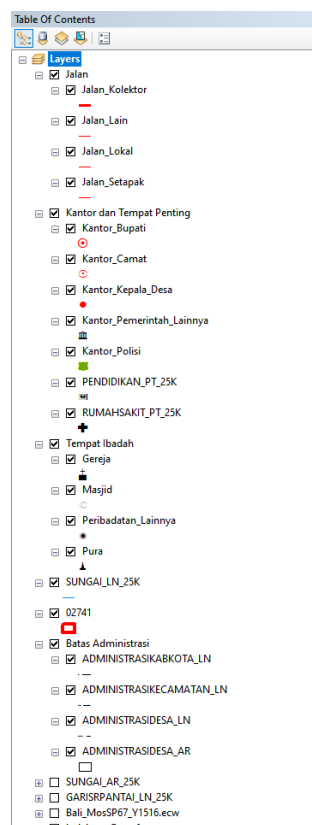 Table Of Contents
Layers
Jalan
Jalan_Kolektor
Jalan_Lain
Jalan_Lokal
Jalan_Setapak
Kantor dan Tempat Penting
Kantor_Bupati
Kantor_Camat
Kantor_Kepala_Desa
Kantor_Pemerintah_Lainnya
Kantor_Polisi
PENDIDIKAN_PT_25K
RUMAHSAKIT_PT_25K
Tempat Ibadah
Gereja
Masjid
Peribadatan_Lainnya
Pura
SUNGAI_LN_25K
02741
Batas Administrasi
ADMINISTRASIKABKOTA_LN
ADMINISTRASIKECAMATAN_LN
ADMINISTRASIDESA_LN
ADMINISTRASIDESA_AR
SUNGAI_AR_25K
GARISRPANTAI_LN_25K
Bali_MosSP67_Y1516.ecw